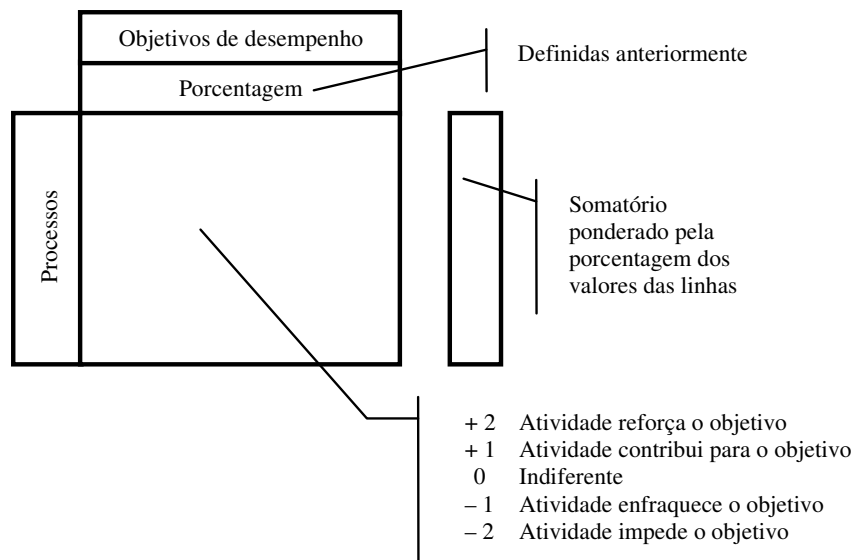 Objetivos de desempenho
Porcentagem
Definidas anteriormente
Processos
Somatório
ponderado pela
porcentagem dos
valores das linhas
+ 2 Atividade reforça o objetivo
+ 1 Atividade contribui para o objetivo
0 Indiferente
– 1 Atividade enfraquece o objetivo
– 2 Atividade impede o objetivo